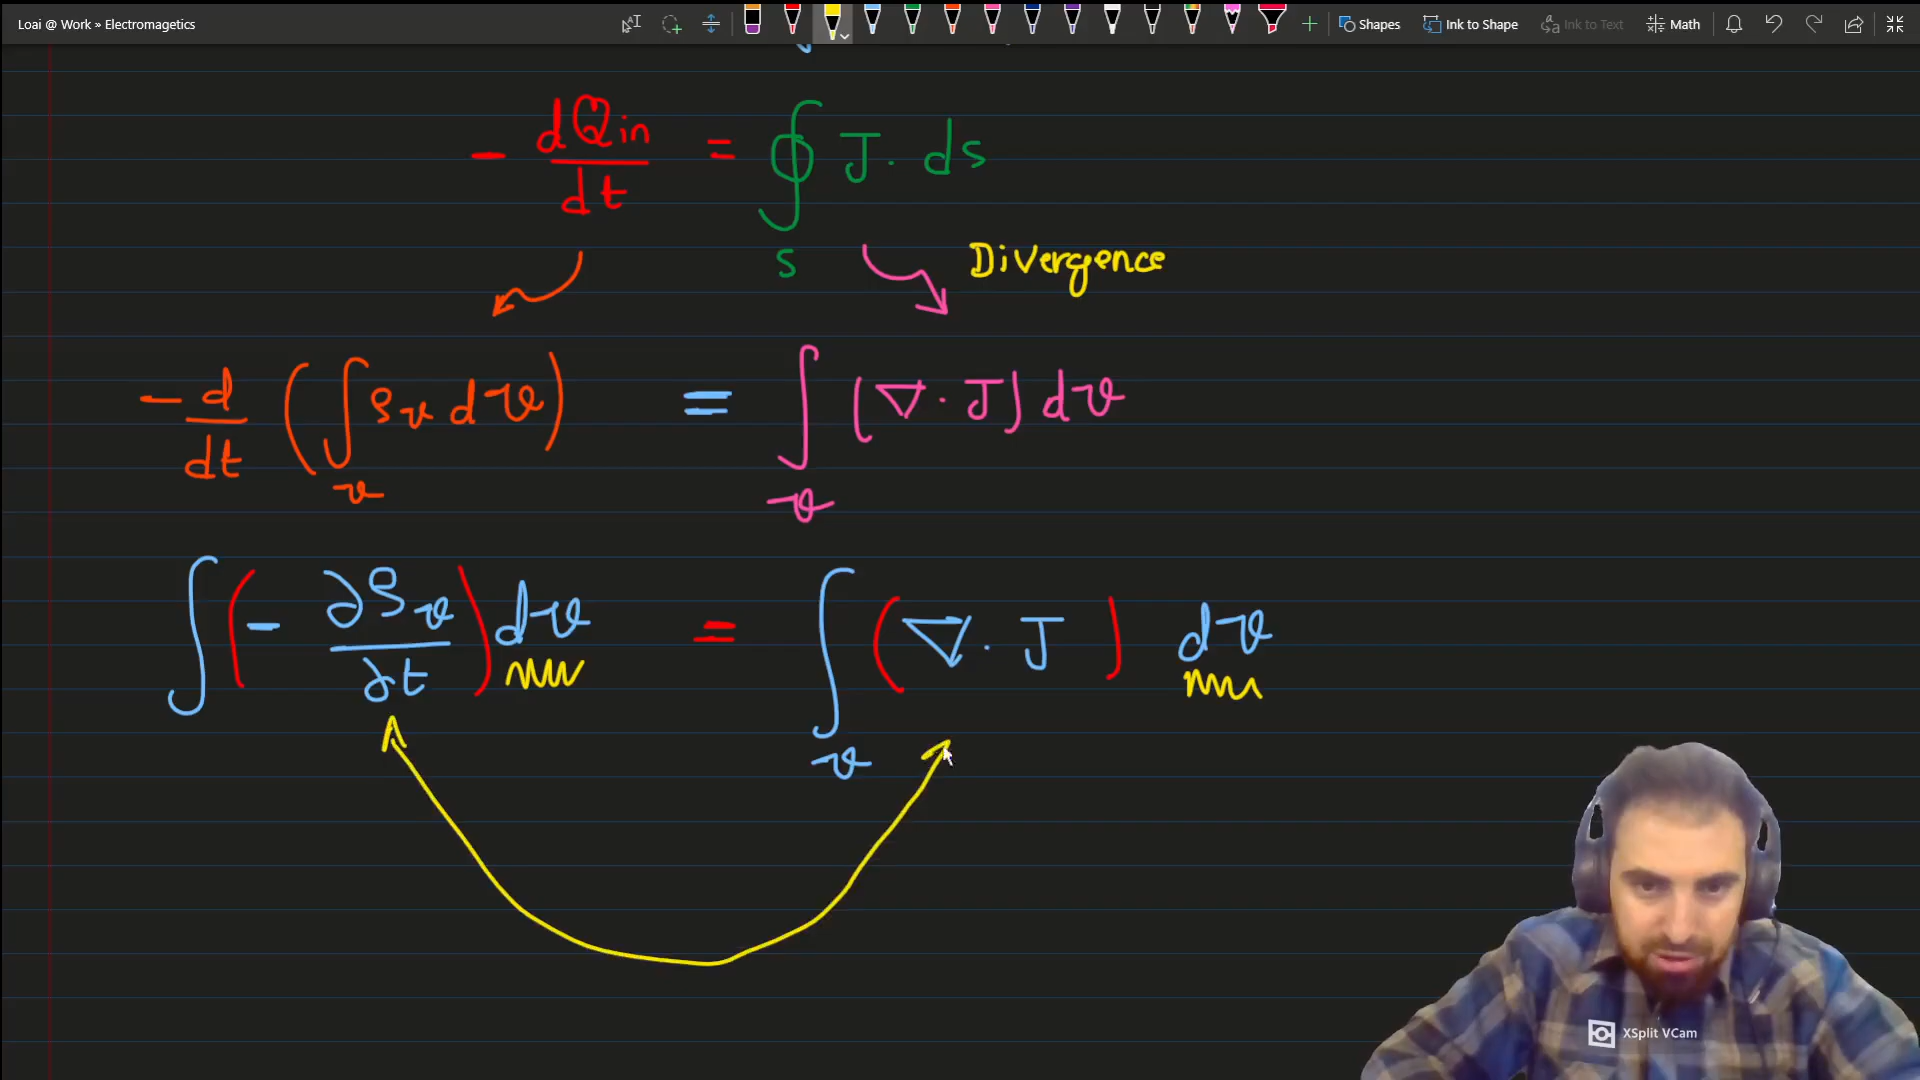 Loai @ Work » Electromagetics
Shapes Ink to Shape Ink to Text Math
- dQin/dt = ∮s J · ds
Divergence
- d/dt (∫v ρv dv) = ∫v (∇ · J) dv
∫(- ∂ρv/∂t) dv = ∫v (∇ · J) dv
XSplit VCam